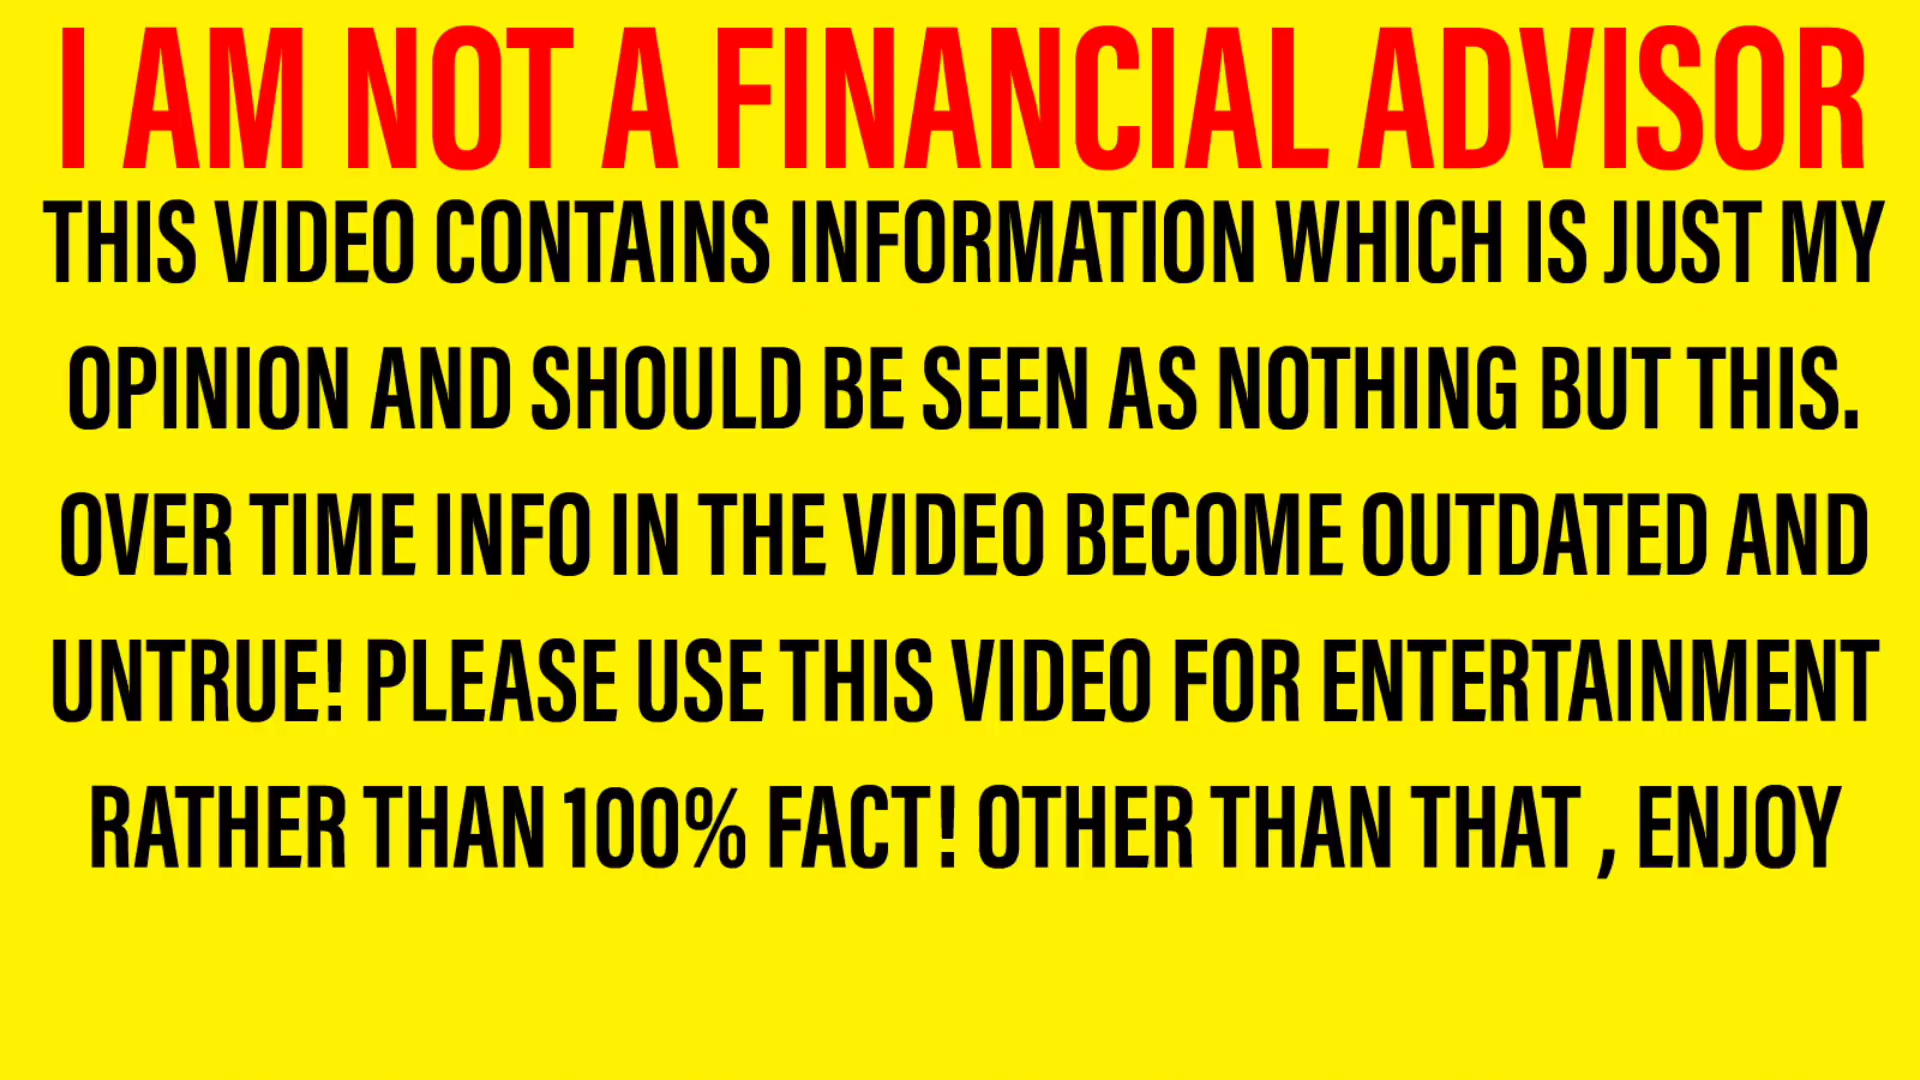 I AM NOT A FINANCIAL ADVISOR
THIS VIDEO CONTAINS INFORMATION WHICH IS JUST MY
OPINION AND SHOULD BE SEEN AS NOTHING BUT THIS.
OVER TIME INFO IN THE VIDEO BECOME OUTDATED AND
UNTRUE! PLEASE USE THIS VIDEO FOR ENTERTAINMENT
RATHER THAN 100% FACT! OTHER THAN THAT , ENJOY